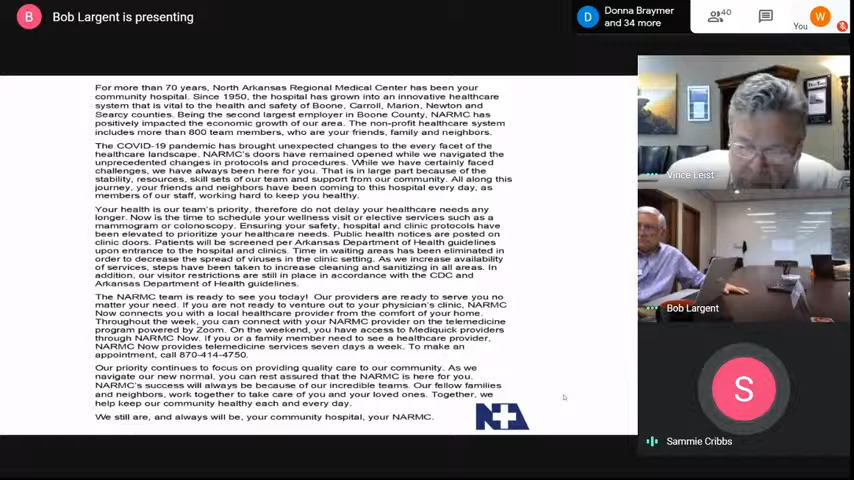 B Bob Largent is presenting
D Donna Braymer
and 34 more
40
You
W
For more than 70 years, North Arkansas Regional Medical Center has been your
community hospital. Since 1950, the hospital has grown into an innovative healthcare
system that is vital to the health and safety of Boone, Carroll, Marion, Newton and
Searcy counties. Being the second largest employer in Boone County, NARMC has
positively impacted the economic growth of our area. The non-profit healthcare system
includes more than 800 team members, who are your friends, family and neighbors.
The COVID-19 pandemic has brought unexpected changes to the every facet of the
healthcare landscape. NARMC's doors have remained opened while we navigated the
unprecedented changes in protocols and procedures. While we have certainly faced
challenges, we have always been here for you. That is in large part because of the
stability, resources, skill sets of our team and support from our community. All along this
journey, your friends and neighbors have been coming to this hospital every day, as
members of our staff, working hard to keep you healthy.
Your health is our team's priority, therefore do not delay your healthcare needs any
longer. Now is the time to schedule your wellness visit or elective services such as a
mammogram or colonoscopy. Ensuring your safety, hospital and clinic protocols have
been elevated to prioritize your healthcare needs. Public health notices are posted on
clinic doors. Patients will be screened per Arkansas Department of Health guidelines
upon entrance to the hospital and clinics. Time in waiting areas has been eliminated in
order to decrease the spread of viruses in the clinic setting. As we increase availability
of services, steps have been taken to increase cleaning and sanitizing in all areas. In
addition, our visitor restrictions are still in place in accordance with the CDC and
Arkansas Department of Health guidelines.
The NARMC team is ready to see you today! Our providers are ready to serve you no
matter your need. If you are not ready to venture out to your physician's clinic, NARMC
Now connects you with a local healthcare provider from the comfort of your home.
Throughout the week, you can connect with your NARMC provider on the telemedicine
program powered by Zoom. On the weekend, you have access to Mediquick providers
through NARMC Now. If you or a family member need to see a healthcare provider,
NARMC Now provides telemedicine services seven days a week. To make an
appointment, call 870-414-4750.
Our priority continues to focus on providing quality care to our community. As we
navigate our new normal, you can rest assured that the NARMC is here for you.
NARMC's success will always be because of our incredible teams. Our fellow families
and neighbors, work together to take care of you and your loved ones. Together, we
help keep our community healthy each and every day.
We still are, and always will be, your community hospital, your NARMC.
Vince Leist
Bob Largent
S
Sammie Cribbs